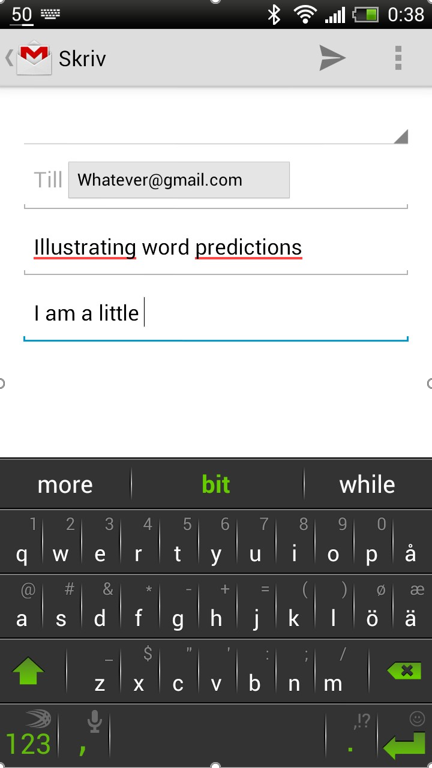 50 0:38
Skriv
Till Whatever@gmail.com
Illustrating word predictions
I am a little
more bit while
1 2 3 4 5 6 7 8 9 0
q w e r t y u i o p å
@ # & * - + = ( ) ø æ
a s d f g h j k l ö ä
_ $ " ' : ; /
z x c v b n m
,!?
123 , .